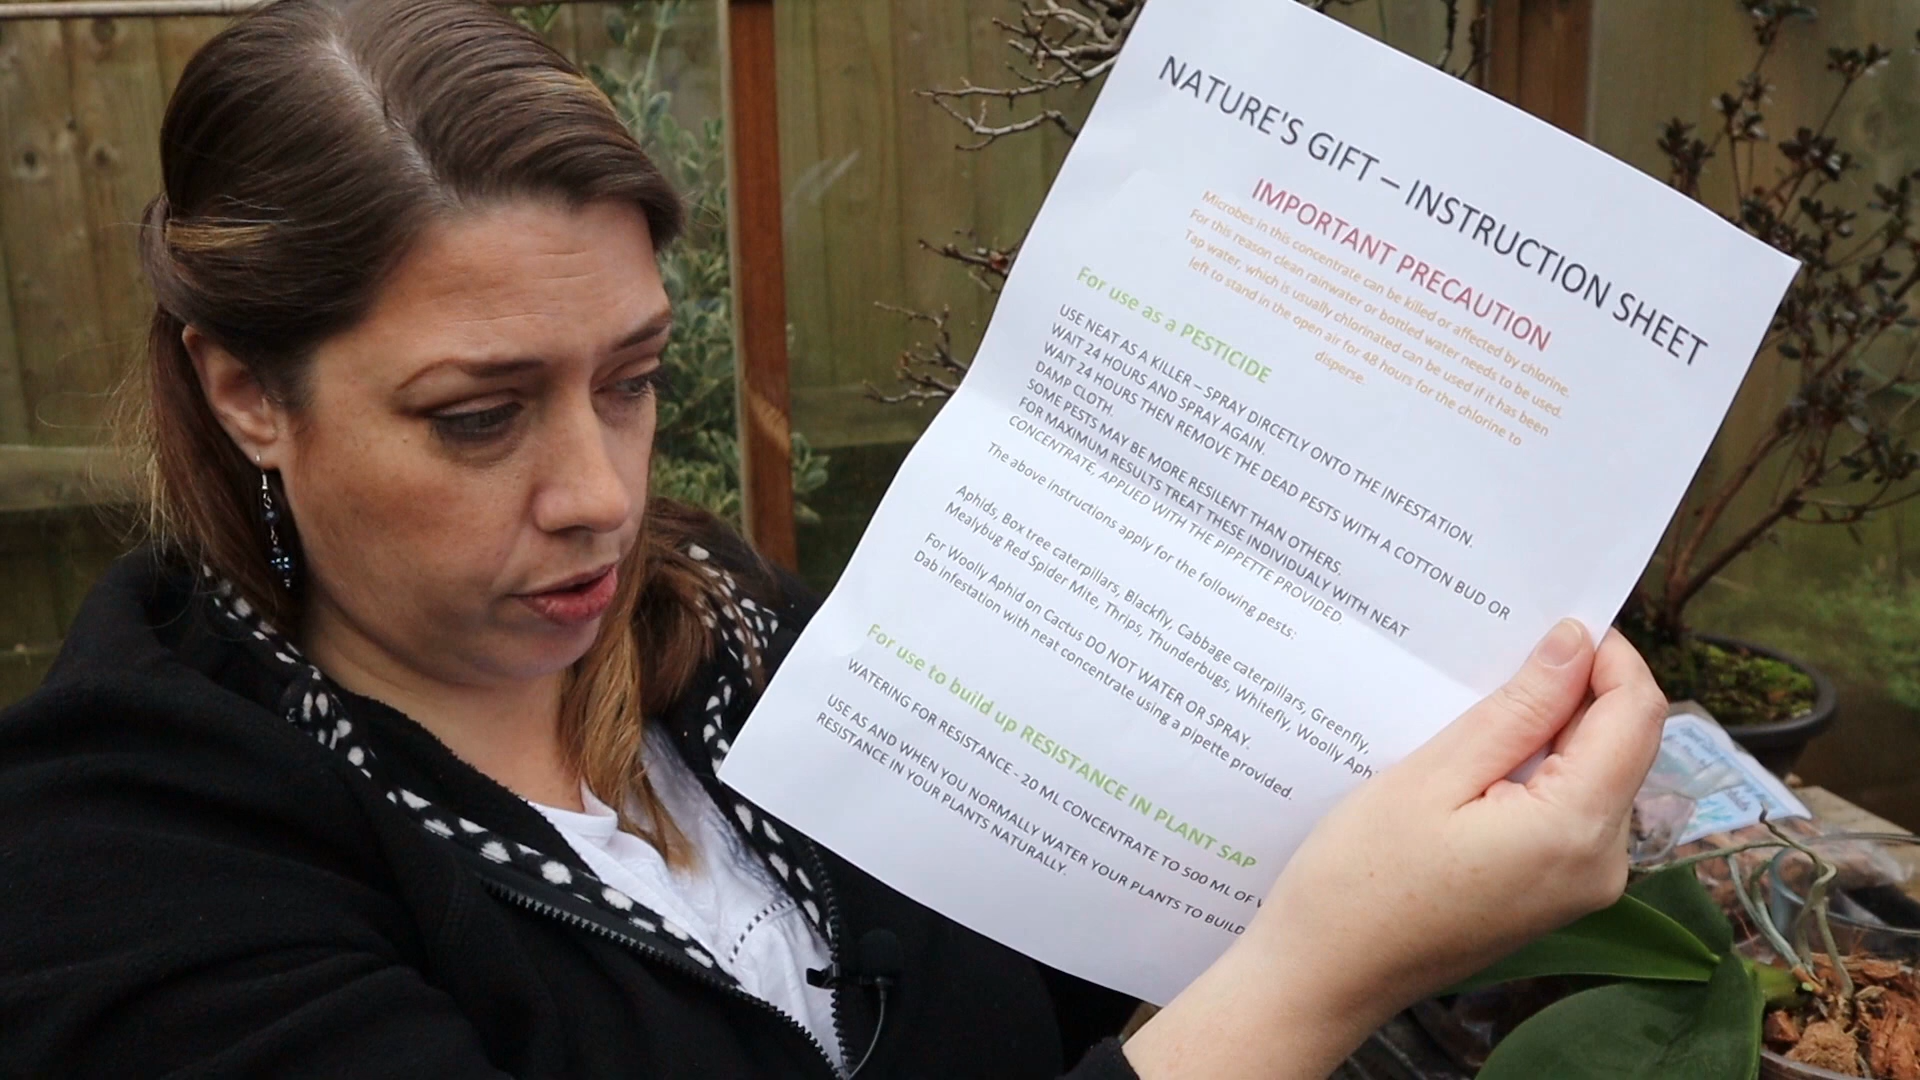 NATURE'S GIFT – INSTRUCTION SHEET
IMPORTANT PRECAUTION
Microbes in this concentrate can be killed or affected by chlorine.
For this reason clean rainwater or bottled water needs to be used.
Tap water, which is usually chlorinated can be used if it has been
left to stand in the open air for 48 hours for the chlorine to
disperse.
For use as a PESTICIDE
USE NEAT AS A KILLER – SPRAY DIRCETLY ONTO THE INFESTATION.
WAIT 24 HOURS AND SPRAY AGAIN.
WAIT 24 HOURS THEN REMOVE THE DEAD PESTS WITH A COTTON BUD OR
DAMP CLOTH.
SOME PESTS MAY BE MORE RESILENT THAN OTHERS.
FOR MAXIMUM RESULTS TREAT THESE INDIVIDUALY WITH NEAT
CONCENTRATE, APPLIED WITH THE PIPPETTE PROVIDED.
The above instructions apply for the following pests:
Aphids, Box tree caterpillars, Blackfly, Cabbage caterpillars, Greenfly,
Mealybug Red Spider Mite, Thrips, Thunderbugs, Whitefly, Woolly Aph
For Woolly Aphid on Cactus DO NOT WATER OR SPRAY.
Dab infestation with neat concentrate using a pipette provided.
For use to build up RESISTANCE IN PLANT SAP
WATERING FOR RESISTANCE - 20 ML CONCENTRATE TO 500 ML OF
USE AS AND WHEN YOU NORMALLY WATER YOUR PLANTS TO BUILD
RESISTANCE IN YOUR PLANTS NATURALLY.